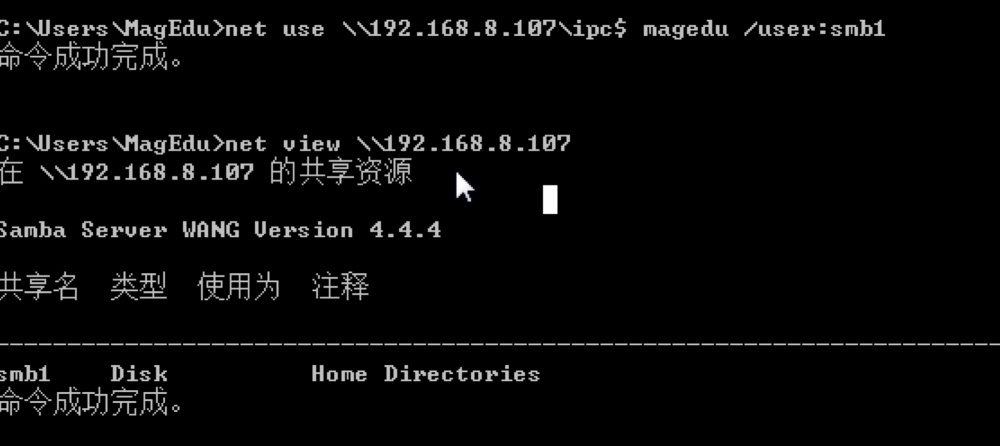 C:\Users\MagEdu>net use \\192.168.8.107\ipc$ magedu /user:smb1
命令成功完成。
C:\Users\MagEdu>net view \\192.168.8.107
在 \\192.168.8.107 的共享资源
Samba Server WANG Version 4.4.4
共享名 类型 使用为 注释
-------------------------------------------------------------------------------
smb1 Disk Home Directories
命令成功完成。